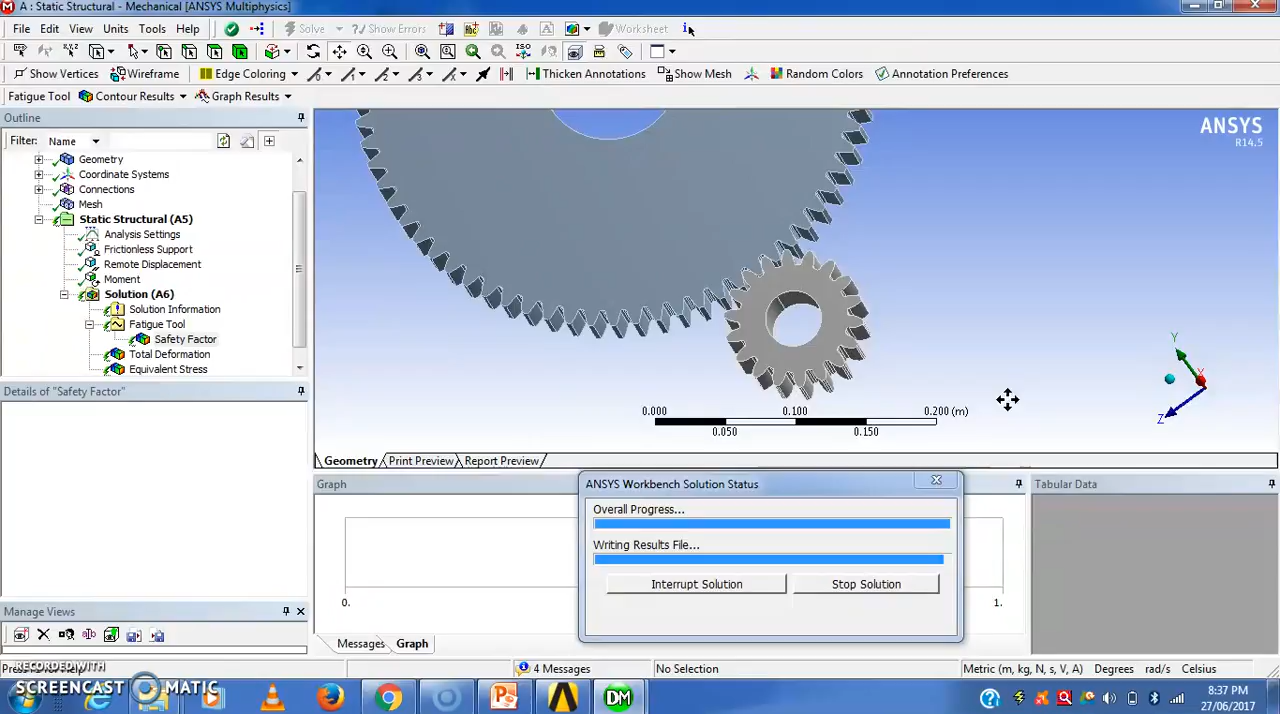 A : Static Structural - Mechanical [ANSYS Multiphysics]
File Edit View Units Tools Help Solve Show Errors Worksheet
Show Vertices Wireframe Edge Coloring Thicken Annotations Show Mesh Random Colors Annotation Preferences
Fatigue Tool Contour Results Graph Results
Outline
Filter: Name
Geometry
Coordinate Systems
Connections
Mesh
Static Structural (A5)
Analysis Settings
Frictionless Support
Remote Displacement
Moment
Solution (A6)
Solution Information
Fatigue Tool
Safety Factor
Total Deformation
Equivalent Stress
Details of "Safety Factor"
Manage Views
ANSYS
R14.5
Y
X
Z
0.000 0.100 0.200 (m)
0.050 0.150
Geometry Print Preview Report Preview
Graph
0. 1.
Messages Graph
Tabular Data
ANSYS Workbench Solution Status
Overall Progress...
Writing Results File...
Interrupt Solution Stop Solution
4 Messages No Selection Metric (m, kg, N, s, V, A) Degrees rad/s Celsius
RECORDED WITH
SCREENCAST MATIC
DM
8:37 PM
27/06/2017